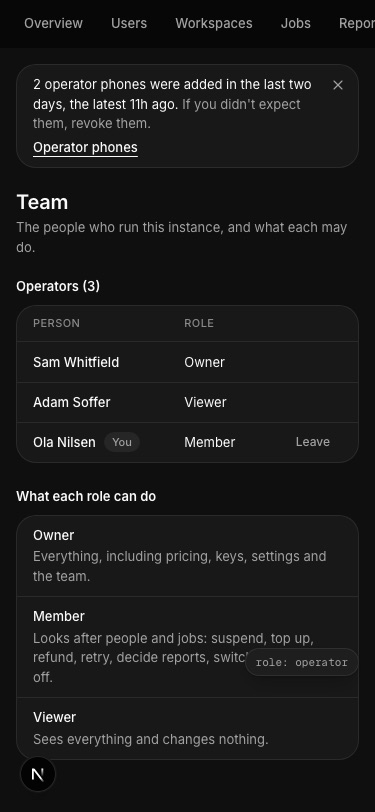 Overview Users Workspaces Jobs Repor
2 operator phones were added in the last two
days, the latest 11h ago. If you didn't expect
them, revoke them.
Operator phones
Team
The people who run this instance, and what each may
do.
Operators (3)
PERSON ROLE
Sam Whitfield Owner
Adam Soffer Viewer
Ola Nilsen You Member Leave
What each role can do
Owner
Everything, including pricing, keys, settings and
the team.
Member
Looks after people and jobs: suspend, top up,
refund, retry, decide reports,
role: operator
off.
Viewer
Sees everything and changes nothing.
N